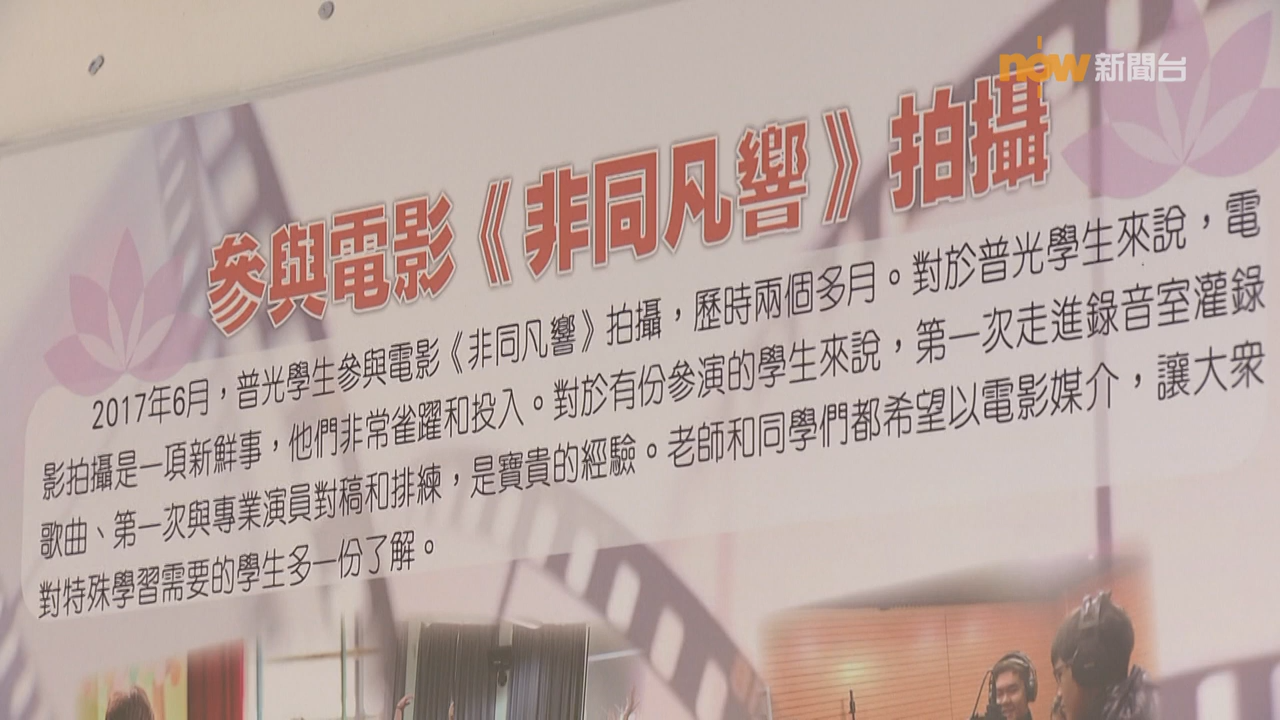 now 新聞台
參與電影《非同凡響》拍攝
2017年6月，普光學生參與電影《非同凡響》拍攝，歷時兩個多月。對於普光學生來說，電
影拍攝是一項新鮮事，他們非常雀躍和投入。對於有份參演的學生來說，第一次走進錄音室灌錄
歌曲、第一次與專業演員對稿和排練，是寶貴的經驗。老師和同學們都希望以電影媒介，讓大衆
對特殊學習需要的學生多一份了解。